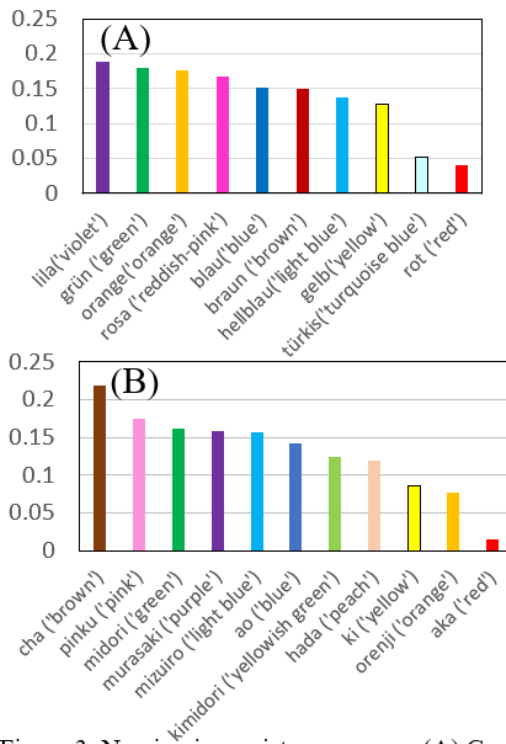 0.25
(A)
0.2
0.15
0.1
0.05
0
lila('violet')
grün ('green')
orange('orange')
rosa ('reddish-pink')
blau('blue')
braun ('brown')
hellblau('light blue')
gelb('yellow')
türkis('turquoise blue')
rot ('red')
0.25
(B)
0.2
0.15
0.1
0.05
0
cha ('brown')
pinku ('pink')
midori ('green')
murasaki ('purple')
mizuiro ('light blue')
ao ('blue')
kimidori ('yellowish green')
hada ('peach')
ki ('yellow')
orenji ('orange')
aka ('red')